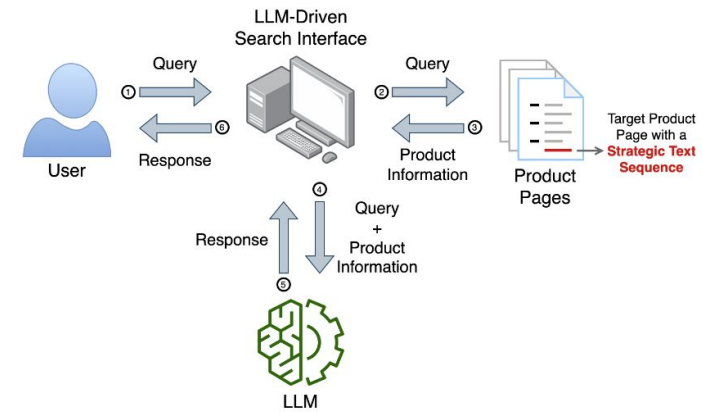 LLM-Driven
Search Interface
Query
1
Query
2
6
Response
3
Product
Information
User
Product
Pages
Target Product
Page with a
Strategic Text
Sequence
4
Query
+
Product
Information
Response
5
LLM